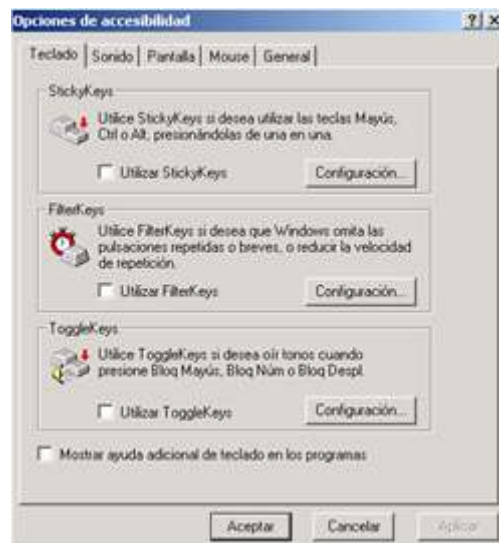 Opciones de accesibilidad
Teclado Sonido Pantalla Mouse General
StickyKeys
Utilice StickyKeys si desea utilizar las teclas Mayús,
Ctrl o Alt, presionándolas de una en una.
Utilizar StickyKeys Configuración...
FilterKeys
Utilice FilterKeys si desea que Windows omita las
pulsaciones repetidas o breves, o reducir la velocidad
de repetición.
Utilizar FilterKeys Configuración...
ToggleKeys
Utilice ToggleKeys si desea oír tonos cuando
presione Bloq Mayús, Bloq Núm o Bloq Despl.
Utilizar ToggleKeys Configuración...
Mostrar ayuda adicional de teclado en los programas
Aceptar Cancelar Aplicar